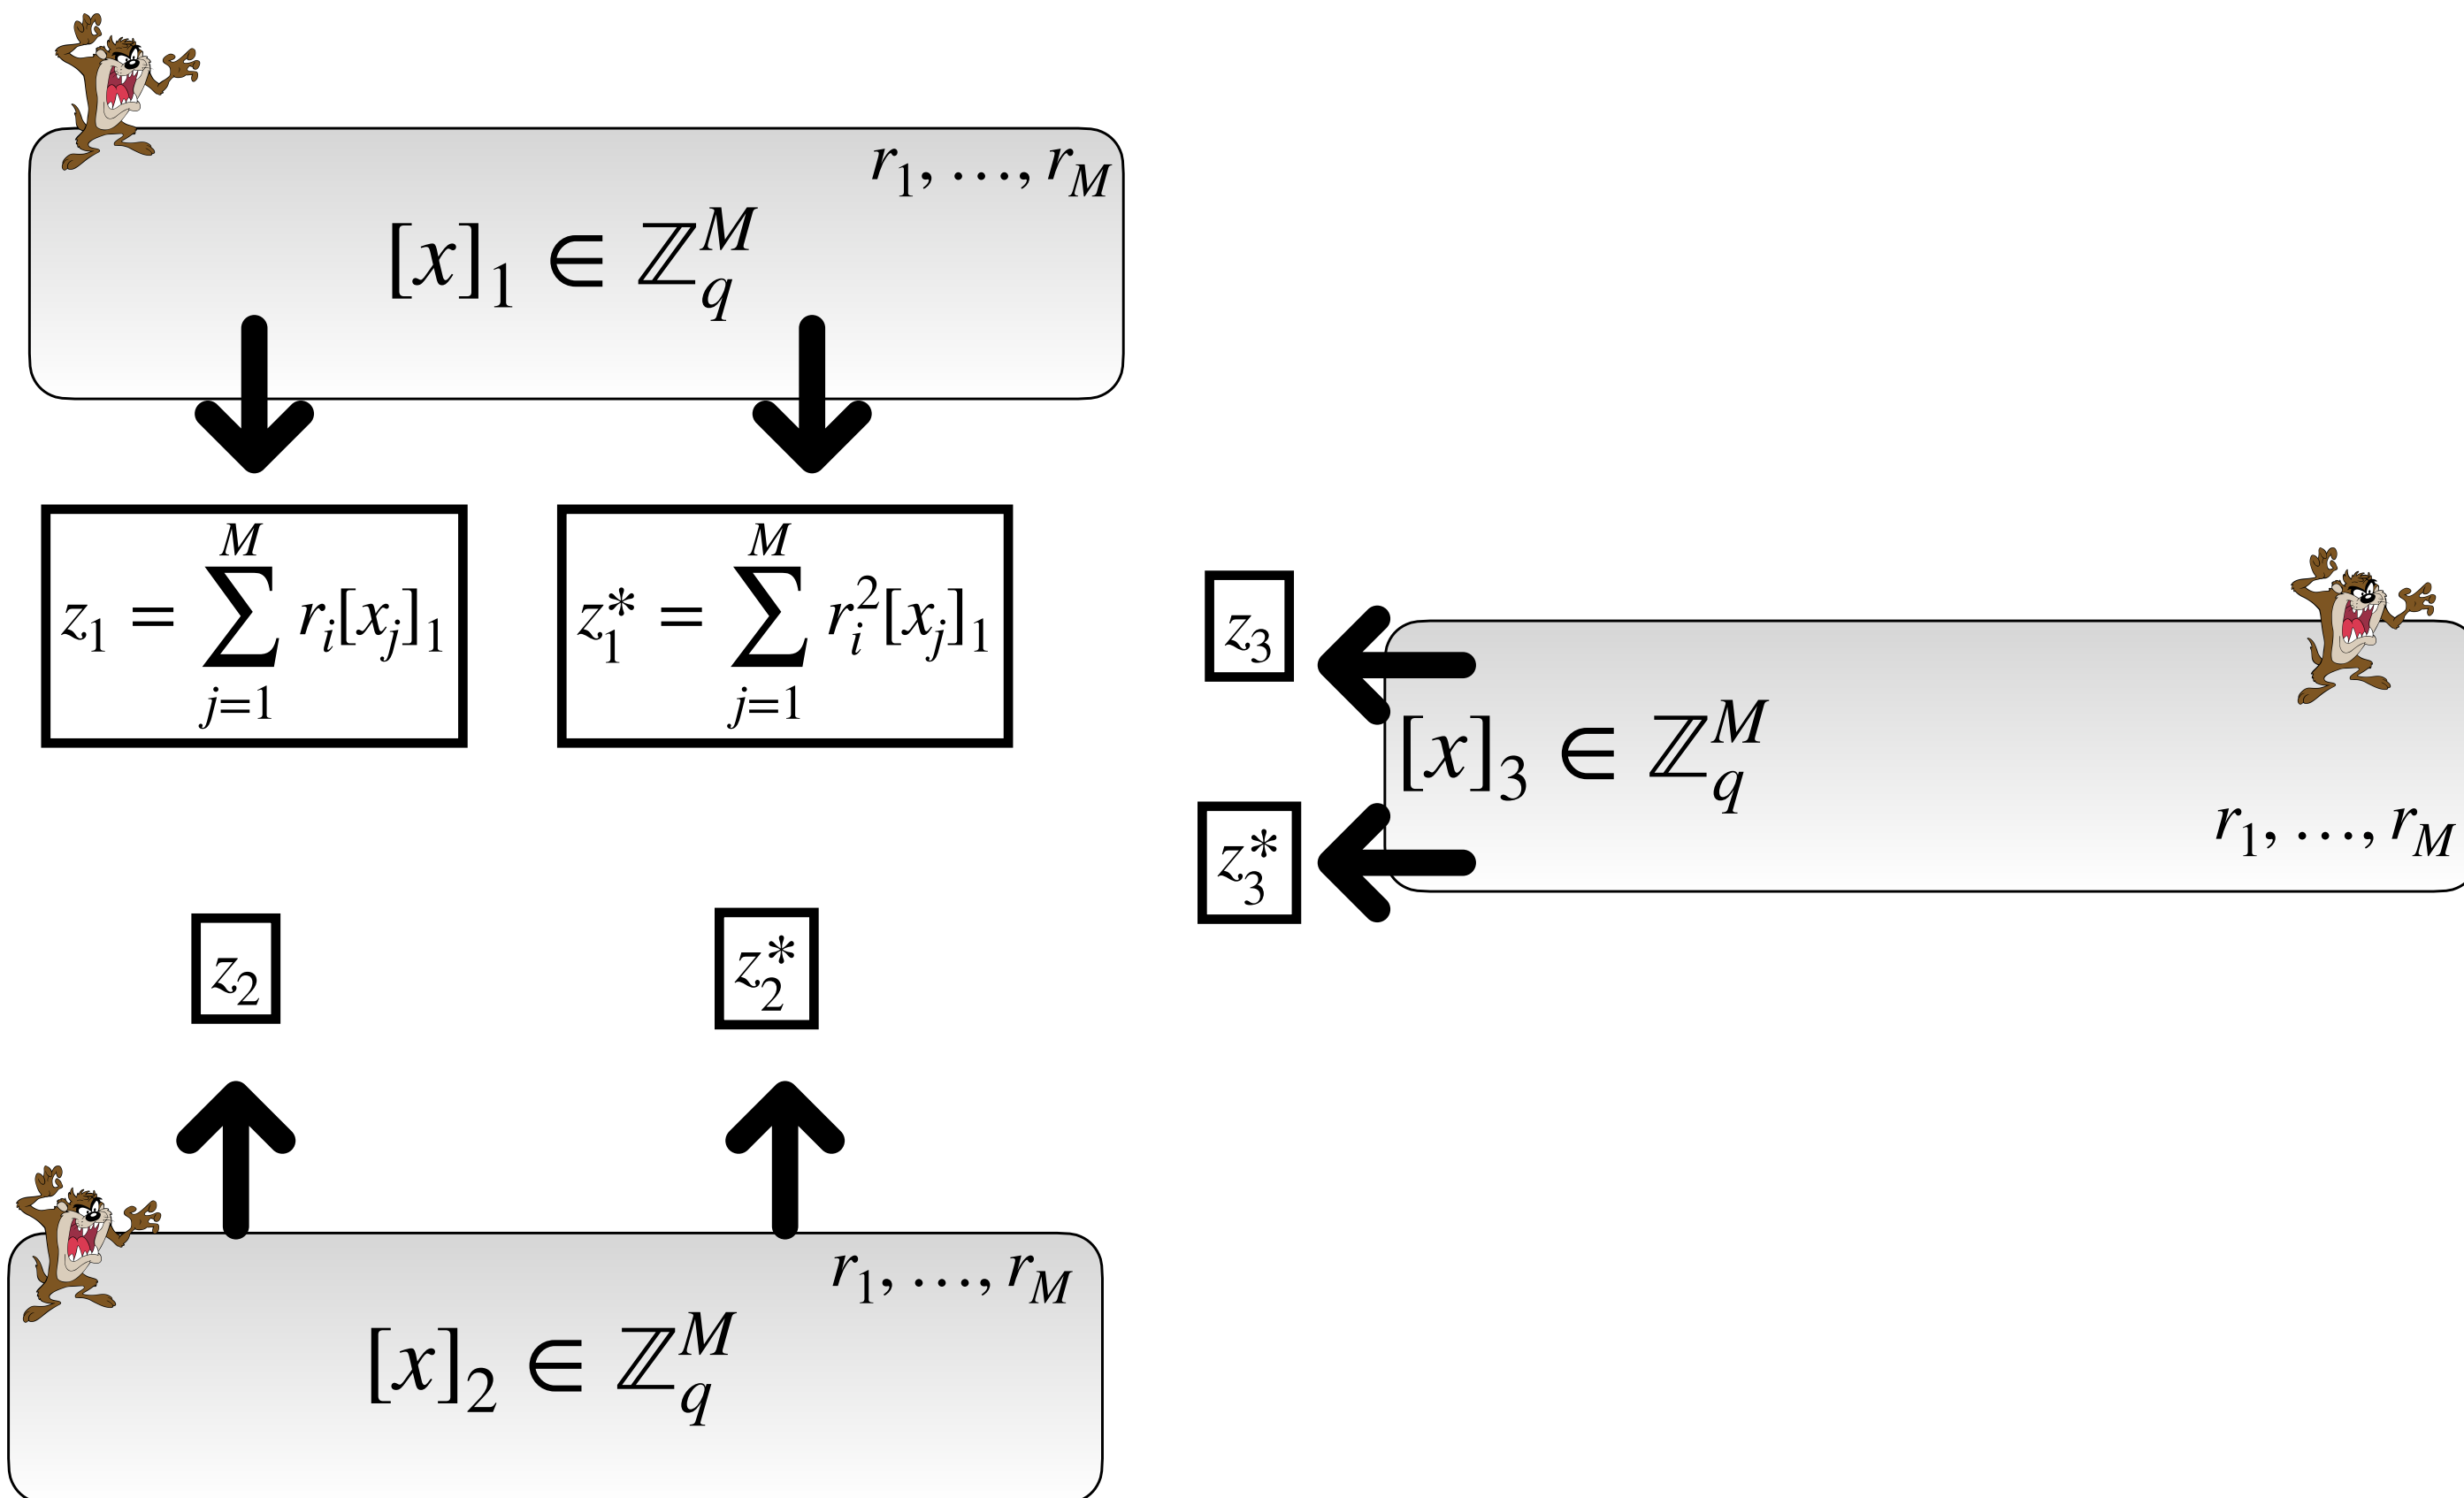 r_1, …, r_M
[x]_1 ∈ ℤ_q^M
z_1 = ∑_{j=1}^{M} r_i[x_j]_1
z_1^* = ∑_{j=1}^{M} r_i^2[x_j]_1
z_3
[x]_3 ∈ ℤ_q^M
z_3^*
r_1, …, r_M
z_2
z_2^*
r_1, …, r_M
[x]_2 ∈ ℤ_q^M